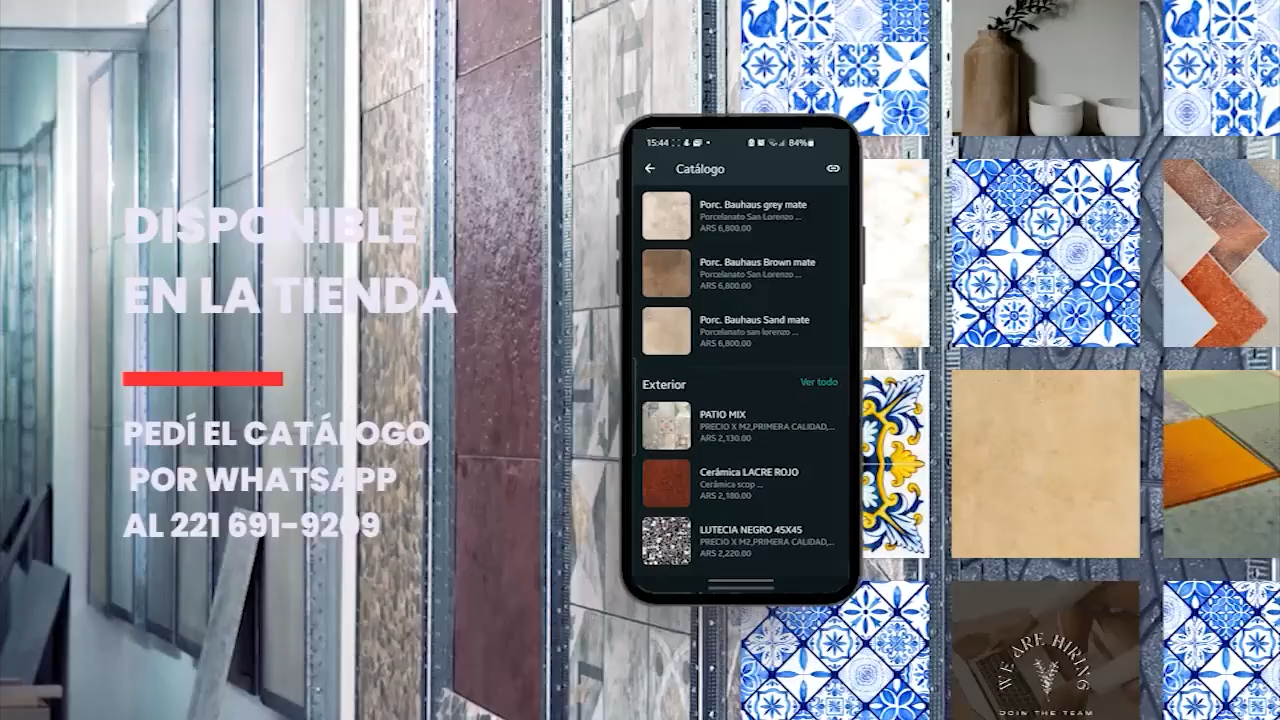 DISPONIBLE
EN LA TIENDA
PEDÍ EL CATÁLOGO
POR WHATSAPP
AL 221 691-9209
15:44
84%
Catálogo
Porc. Bauhaus grey mate
Porcelanato San Lorenzo ...
ARS 6,800.00
Porc. Bauhaus Brown mate
Porcelanato San Lorenzo ...
ARS 6,800.00
Porc. Bauhaus Sand mate
Porcelanato san lorenzo ...
ARS 6,800.00
Exterior
Ver todo
PATIO MIX
PRECIO X M2,PRIMERA CALIDAD,...
ARS 2,130.00
Cerámica LACRE ROJO
Cerámica scop ...
ARS 2,180.00
LUTECIA NEGRO 45X45
PRECIO X M2,PRIMERA CALIDAD,...
ARS 2,220.00
WE ARE HIRING
JOIN THE TEAM